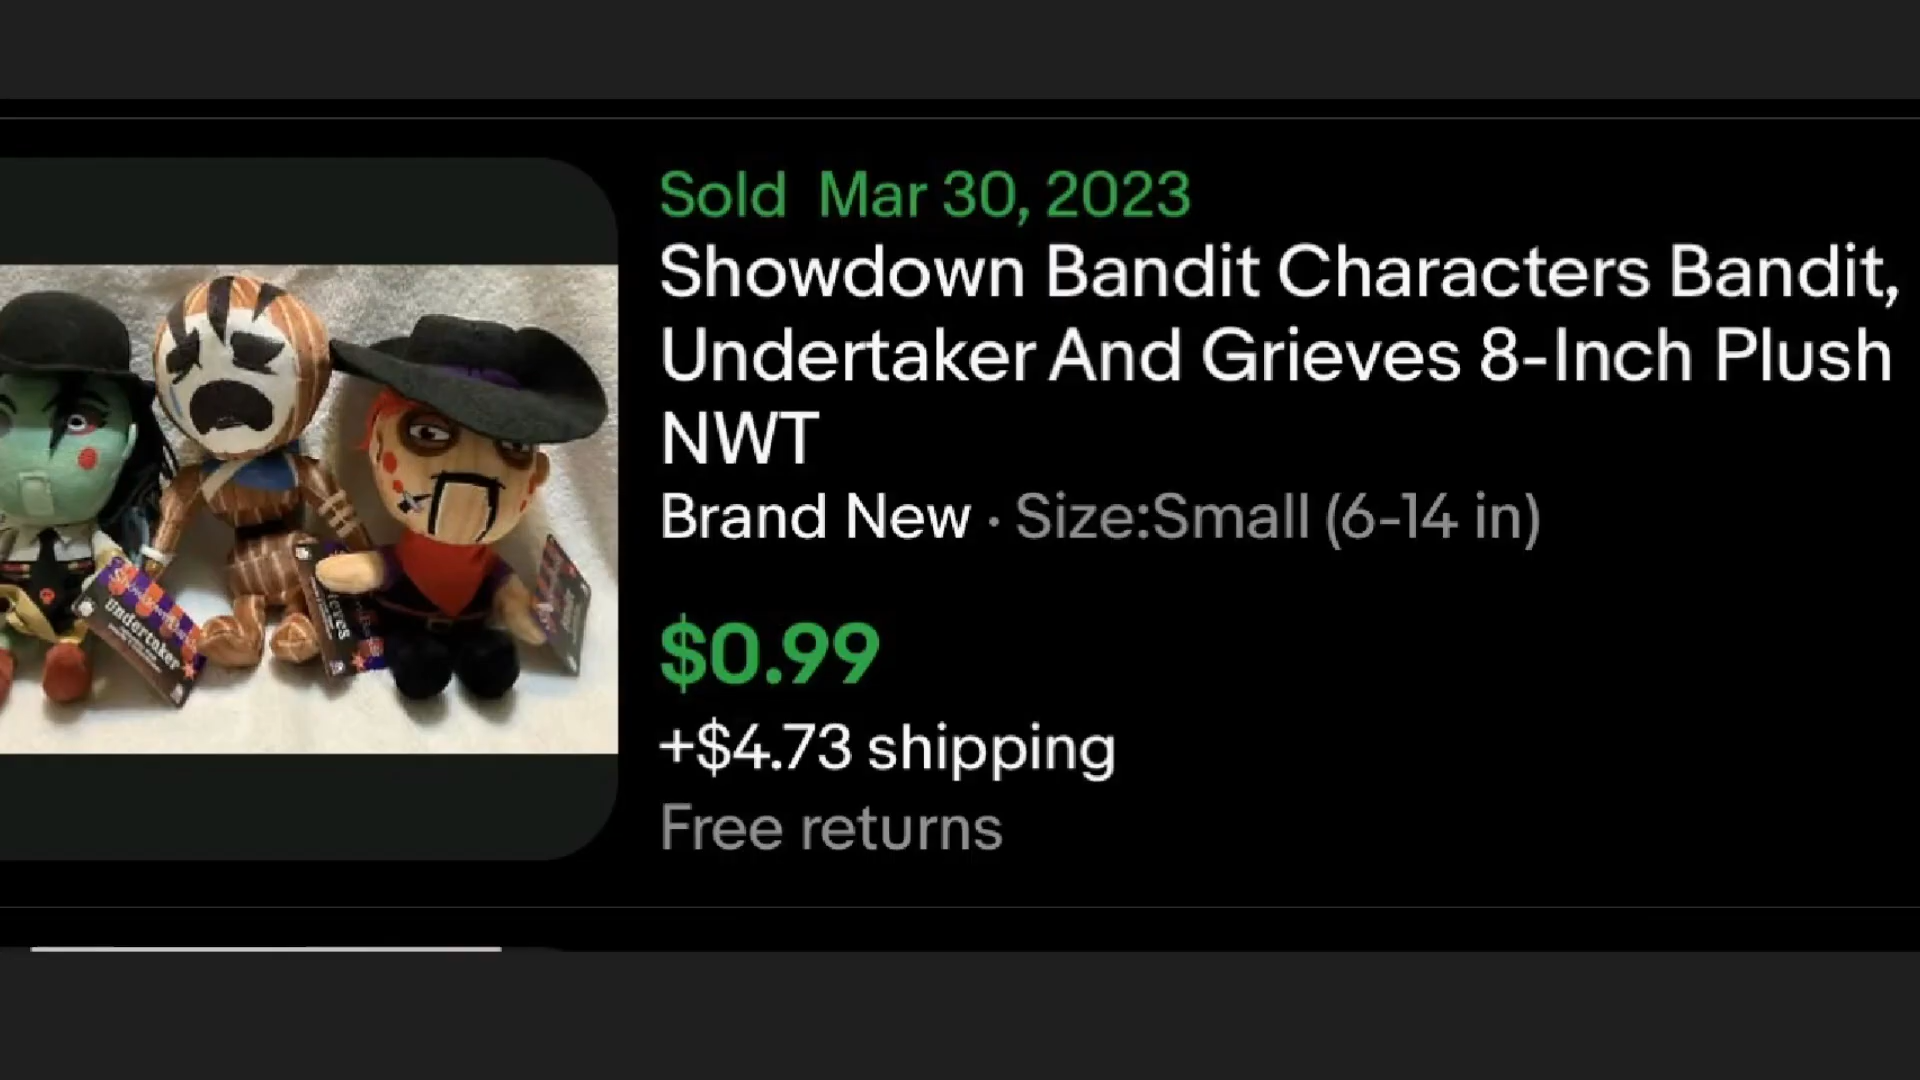 Sold Mar 30, 2023
Showdown Bandit Characters Bandit,
Undertaker And Grieves 8-Inch Plush
NWT
Brand New · Size:Small (6-14 in)
$0.99
+$4.73 shipping
Free returns
Undertaker